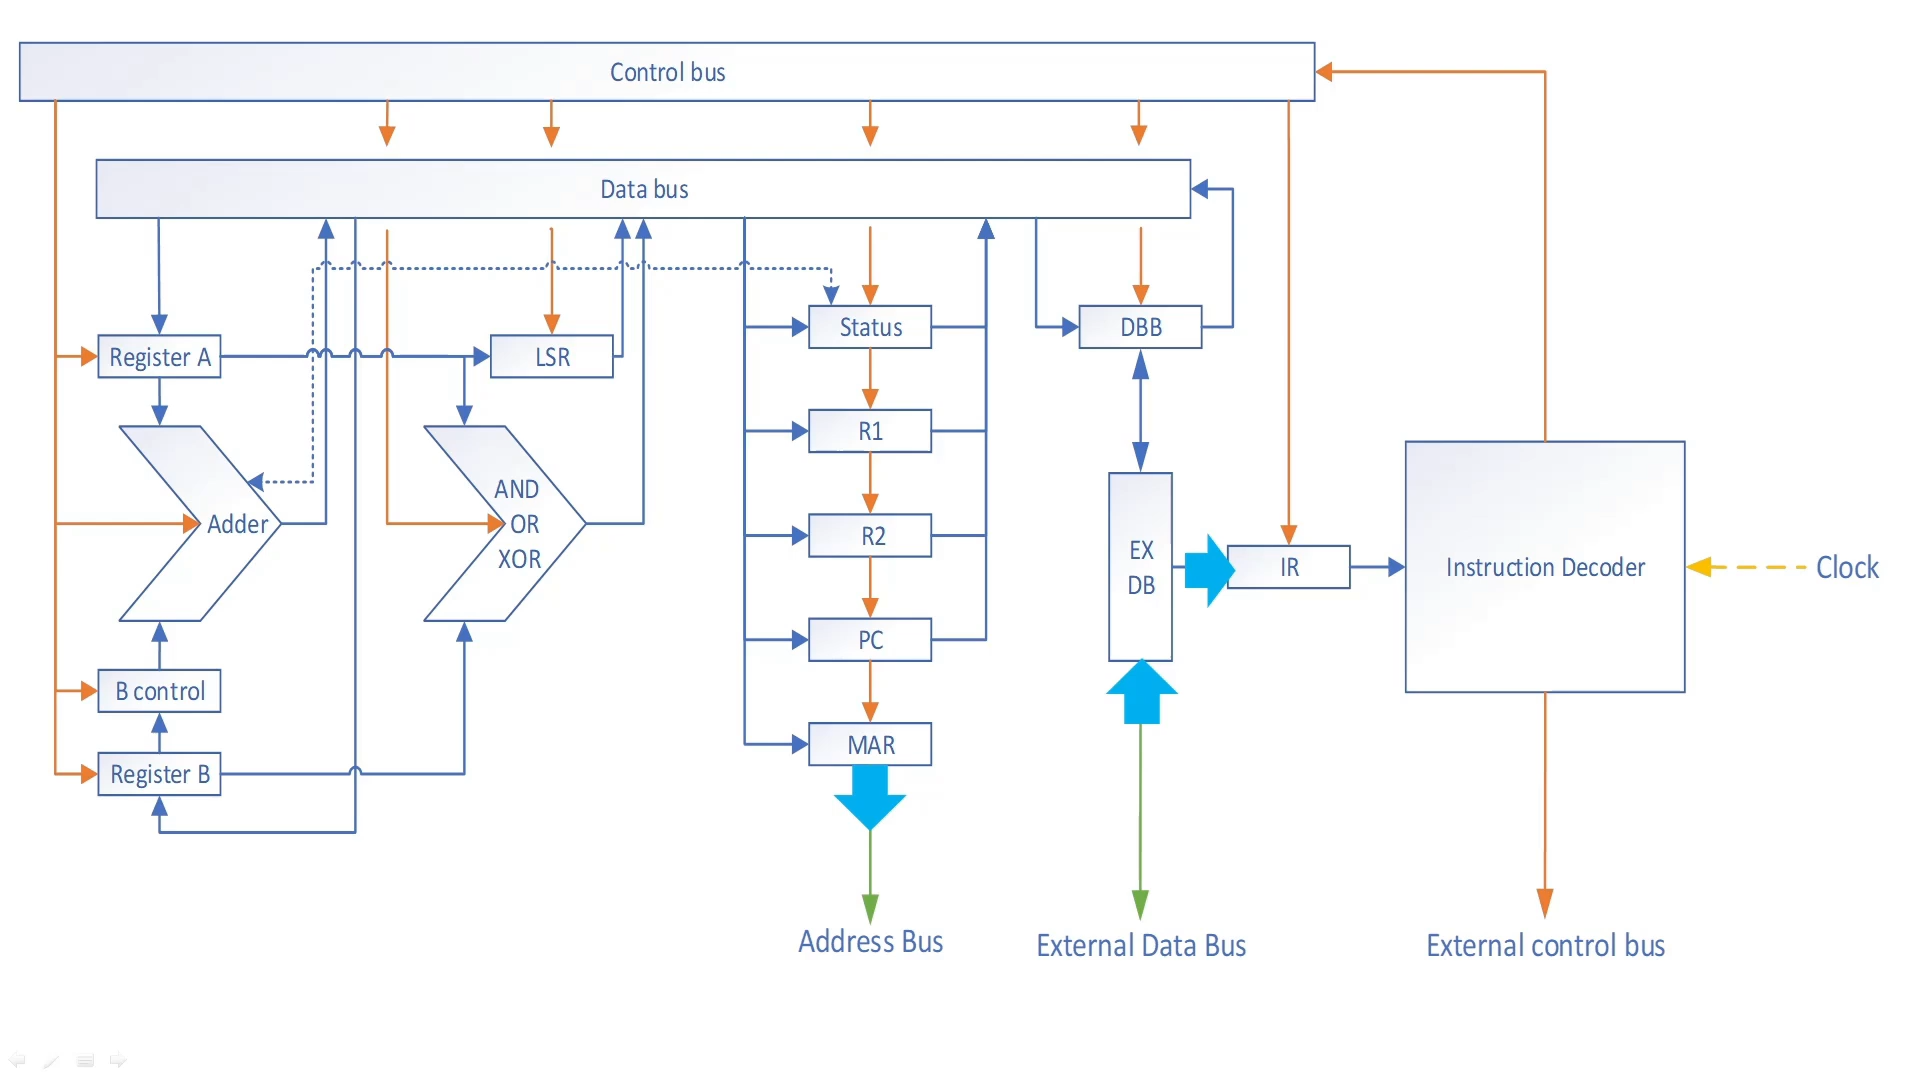 Control bus
Data bus
Register A
LSR
Status
DBB
R1
AND
OR
XOR
Adder
R2
EX
DB
IR
Instruction Decoder
Clock
PC
B control
MAR
Register B
Address Bus
External Data Bus
External control bus